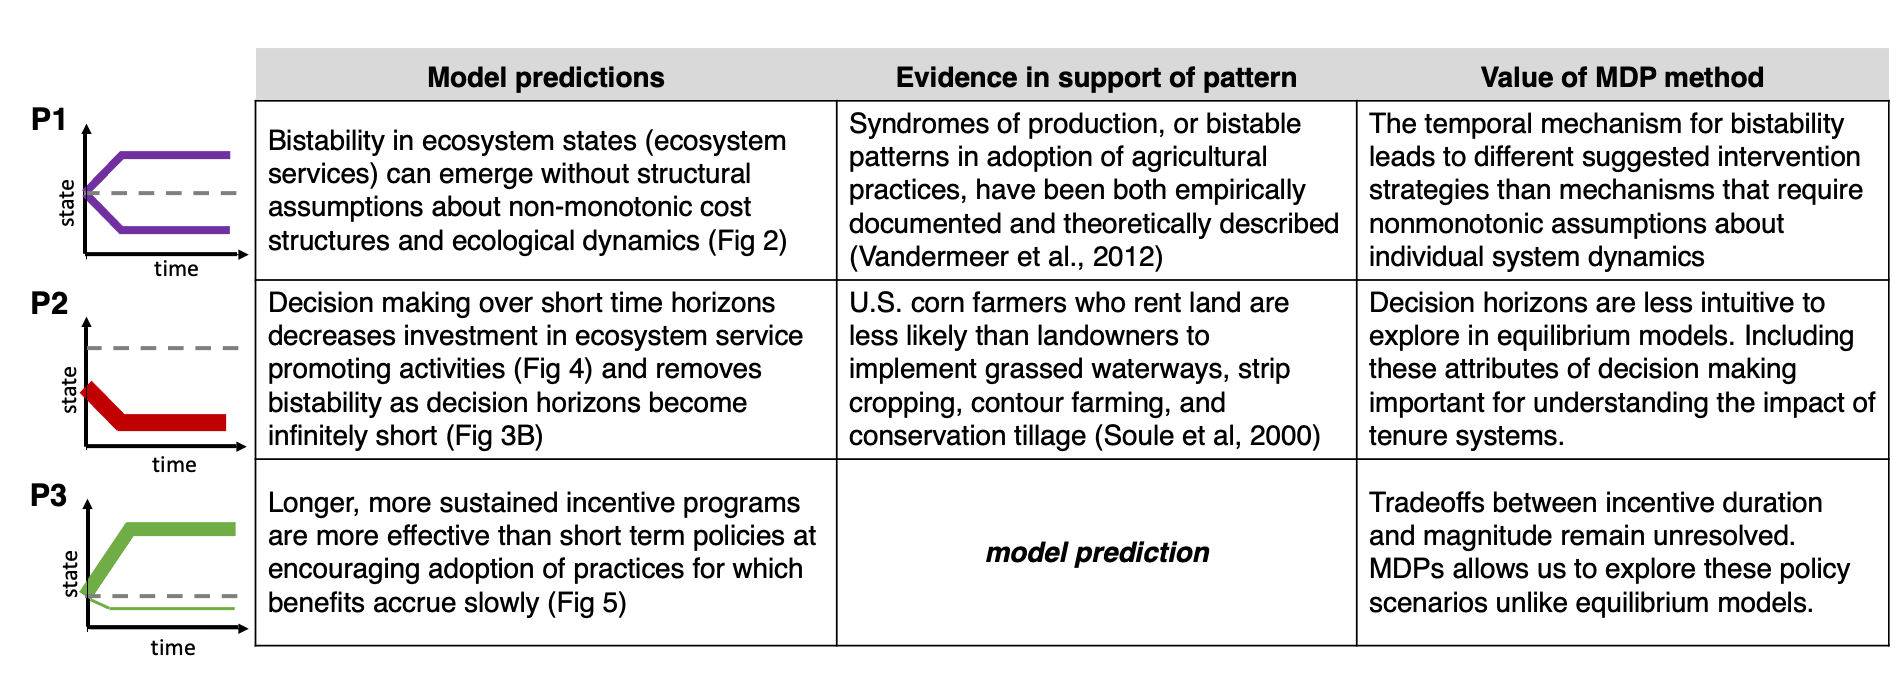 Model predictions
Evidence in support of pattern
Value of MDP method
P1
state
time
Bistability in ecosystem states (ecosystem
services) can emerge without structural
assumptions about non-monotonic cost
structures and ecological dynamics (Fig 2)
Syndromes of production, or bistable
patterns in adoption of agricultural
practices, have been both empirically
documented and theoretically described
(Vandermeer et al., 2012)
The temporal mechanism for bistability
leads to different suggested intervention
strategies than mechanisms that require
nonmonotonic assumptions about
individual system dynamics
P2
state
time
Decision making over short time horizons
decreases investment in ecosystem service
promoting activities (Fig 4) and removes
bistability as decision horizons become
infinitely short (Fig 3B)
U.S. corn farmers who rent land are
less likely than landowners to
implement grassed waterways, strip
cropping, contour farming, and
conservation tillage (Soule et al, 2000)
Decision horizons are less intuitive to
explore in equilibrium models. Including
these attributes of decision making
important for understanding the impact of
tenure systems.
P3
state
time
Longer, more sustained incentive programs
are more effective than short term policies at
encouraging adoption of practices for which
benefits accrue slowly (Fig 5)
model prediction
Tradeoffs between incentive duration
and magnitude remain unresolved.
MDPs allows us to explore these policy
scenarios unlike equilibrium models.